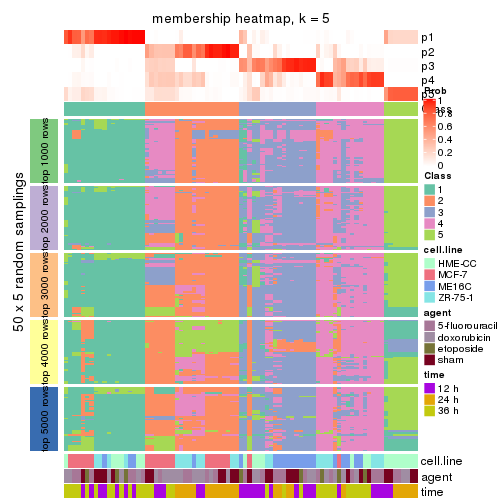 membership heatmap, k = 5
p1
p2
p3
p4
p5
Prob
1
0.8
0.6
0.4
0.2
0
Class
Class
1
2
3
4
5
cell.line
HME-CC
MCF-7
ME16C
ZR-75-1
agent
5-fluorouracil
doxorubicin
etoposide
sham
time
12 h
24 h
36 h
50 x 5 random samplings
top 1000 rows
top 2000 rows
top 3000 rows
top 4000 rows
top 5000 rows
cell.line
agent
time